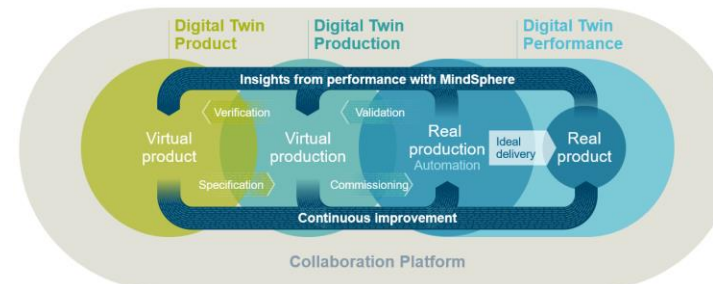 Digital Twin
Product
Digital Twin
Production
Digital Twin
Performance
Insights from performance with MindSphere
Verification
Validation
Virtual
product
Virtual
production
Real
production
Automation
Ideal
delivery
Real
product
Specification
Commissioning
Continuous improvement
Collaboration Platform